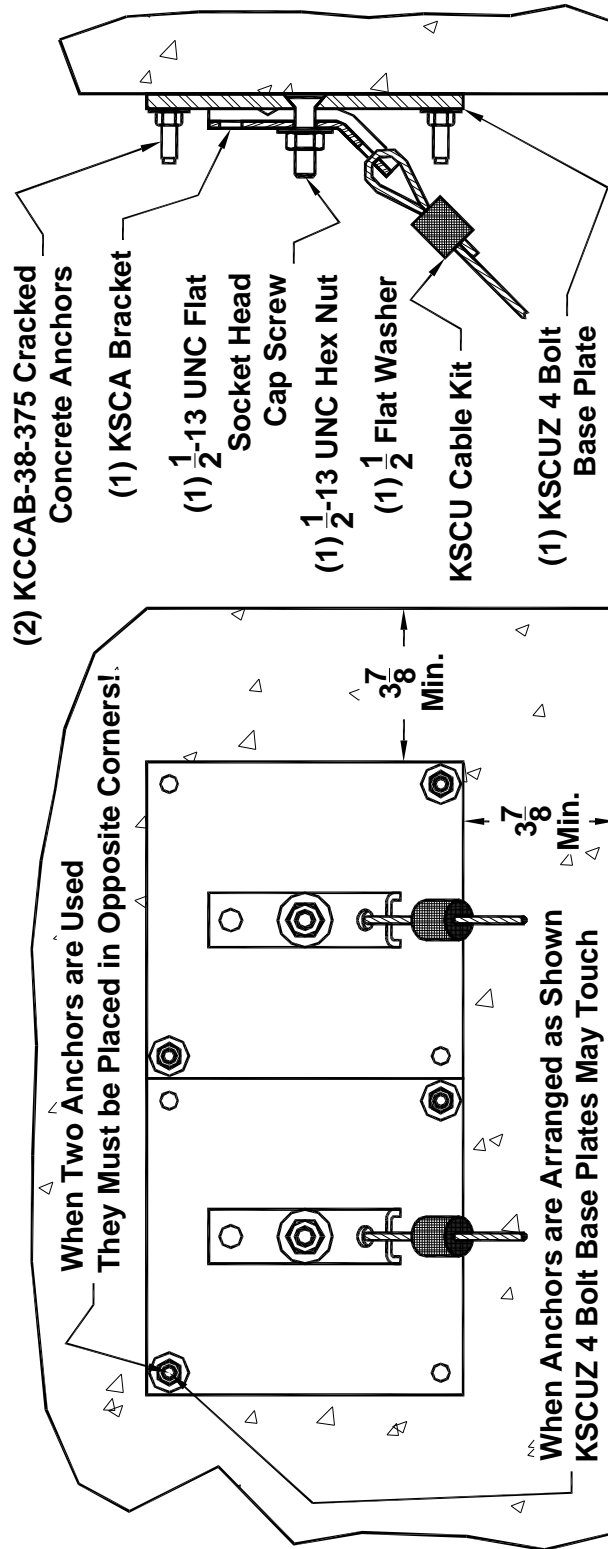 When Two Anchors are Used
They Must be Placed in Opposite Corners!
3 7/8
Min.
3 7/8
Min.
When Anchors are Arranged as Shown
KSCUZ 4 Bolt Base Plates May Touch
(2) KCCAB-38-375 Cracked
Concrete Anchors
(1) KSCA Bracket
(1) 1/2-13 UNC Flat
Socket Head
Cap Screw
(1) 1/2-13 UNC Hex Nut
(1) 1/2 Flat Washer
KSCU Cable Kit
(1) KSCUZ 4 Bolt
Base Plate